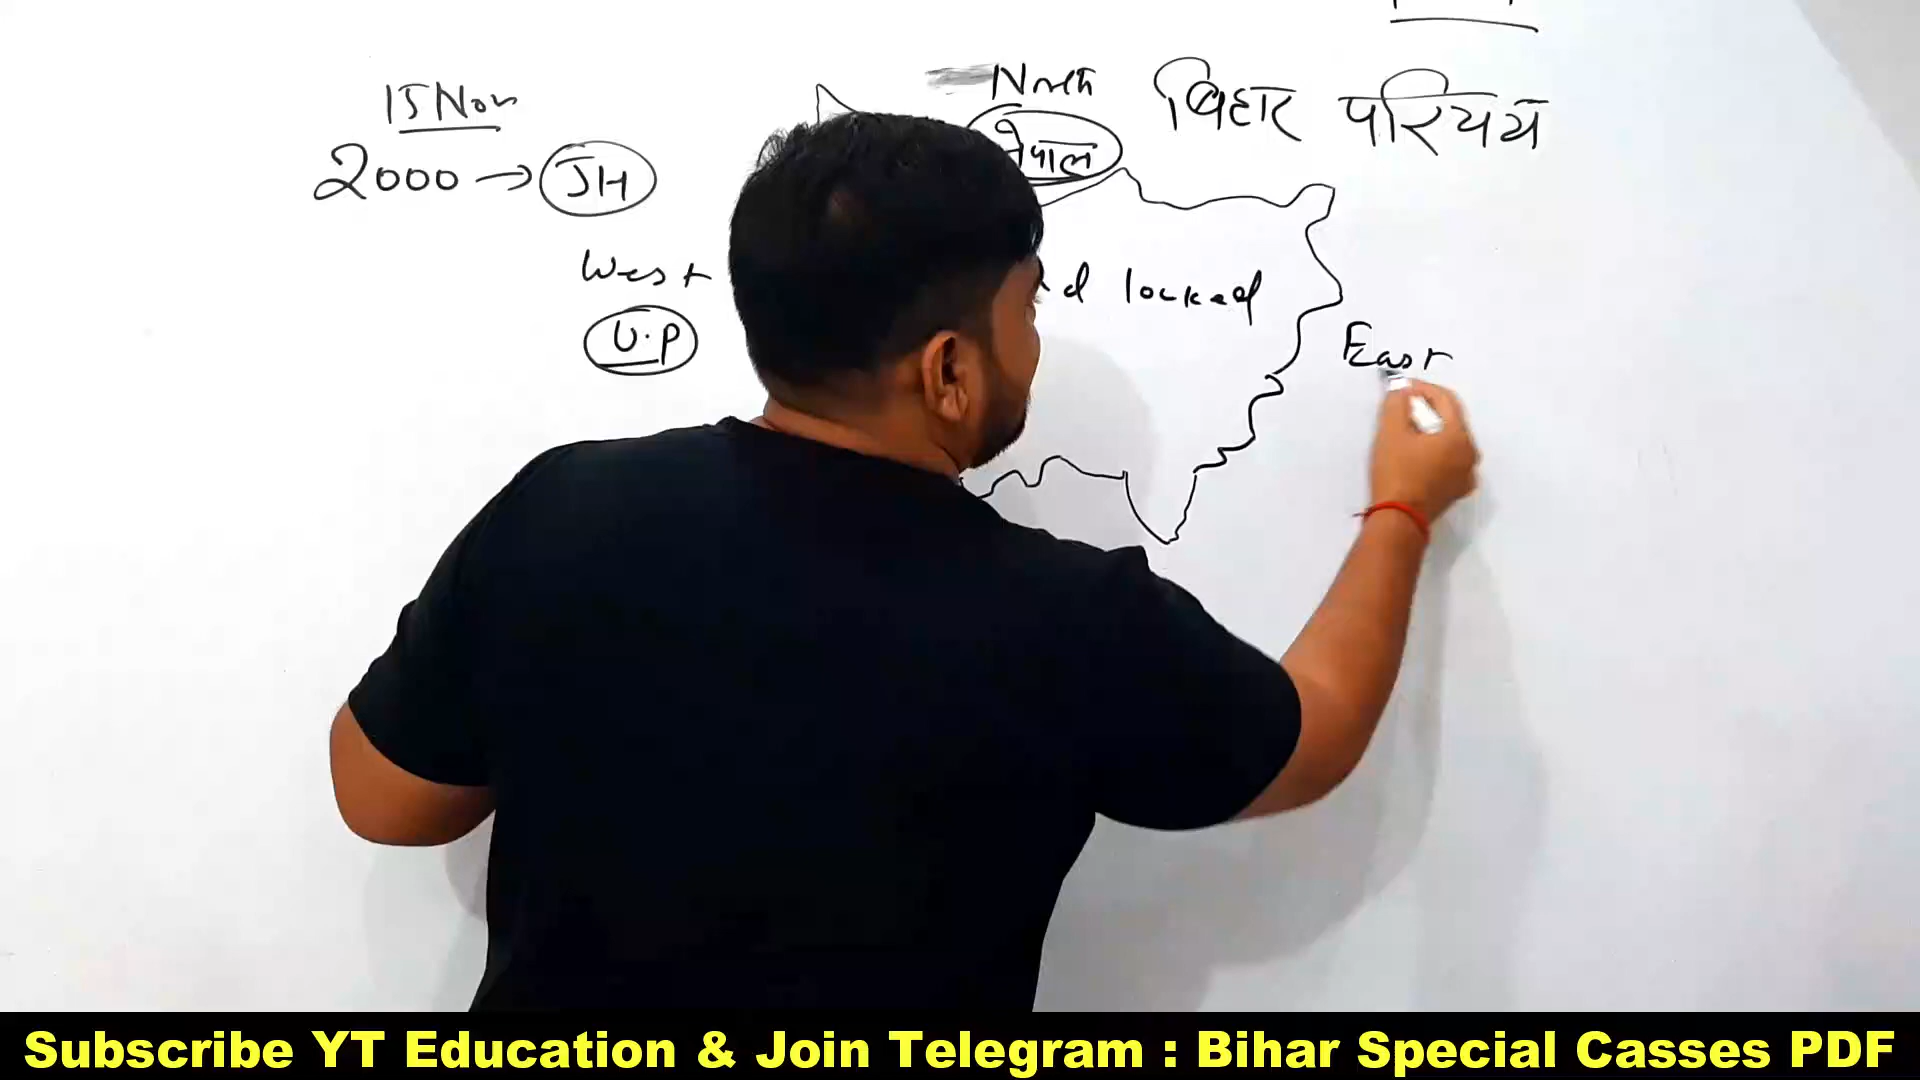 North
बिहार परिचय
15 Nov
नेपाल
2000 → JH
West
locked
U.P
East
Subscribe YT Education & Join Telegram : Bihar Special Casses PDF